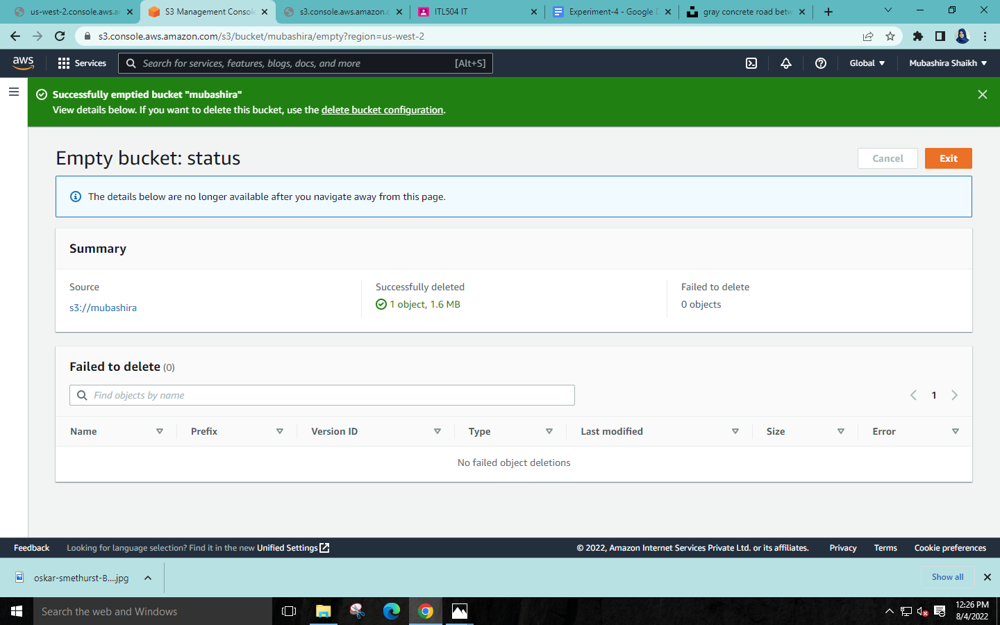 us-west-2.console.aws.a
S3 Management Console
s3.console.aws.amazon.c
ITL504 IT
Experiment-4 - Google D
gray concrete road betw
s3.console.aws.amazon.com/s3/bucket/mubashira/empty?region=us-west-2
aws
Services
Search for services, features, blogs, docs, and more
[Alt+S]
Global
Mubashira Shaikh
Successfully emptied bucket "mubashira"
View details below. If you want to delete this bucket, use the delete bucket configuration.
Empty bucket: status
Cancel
Exit
The details below are no longer available after you navigate away from this page.
Summary
Source
s3://mubashira
Successfully deleted
1 object, 1.6 MB
Failed to delete
0 objects
Failed to delete (0)
Find objects by name
1
Name
Prefix
Version ID
Type
Last modified
Size
Error
No failed object deletions
Feedback
Looking for language selection? Find it in the new Unified Settings
© 2022, Amazon Internet Services Private Ltd. or its affiliates.
Privacy
Terms
Cookie preferences
oskar-smethurst-B....jpg
Show all
Search the web and Windows
12:26 PM
8/4/2022